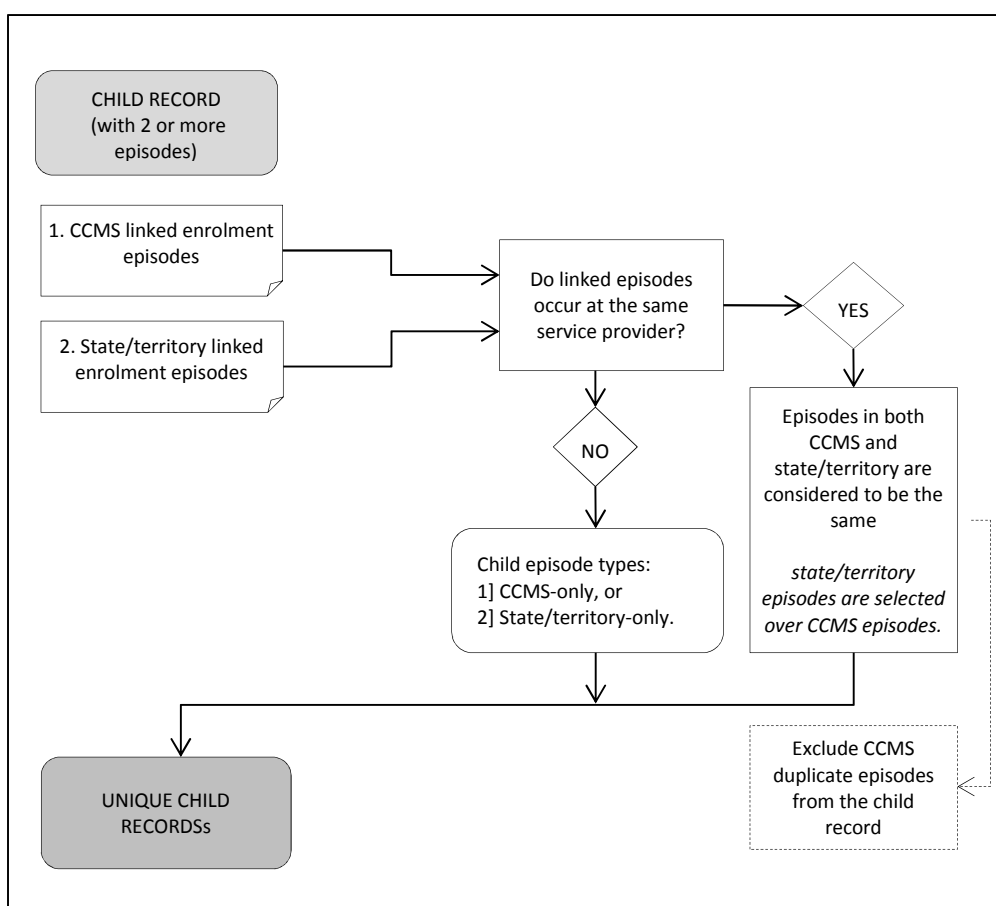 CHILD RECORD
(with 2 or more
episodes)
1. CCMS linked enrolment
episodes
2. State/territory linked
enrolment episodes
Do linked episodes
occur at the same
service provider?
YES
NO
Episodes in both
CCMS and
state/territory are
considered to be the
same
state/territory
episodes are selected
over CCMS episodes.
Child episode types:
1] CCMS-only, or
2] State/territory-only.
Exclude CCMS
duplicate episodes
from the child
record
UNIQUE CHILD
RECORDSs